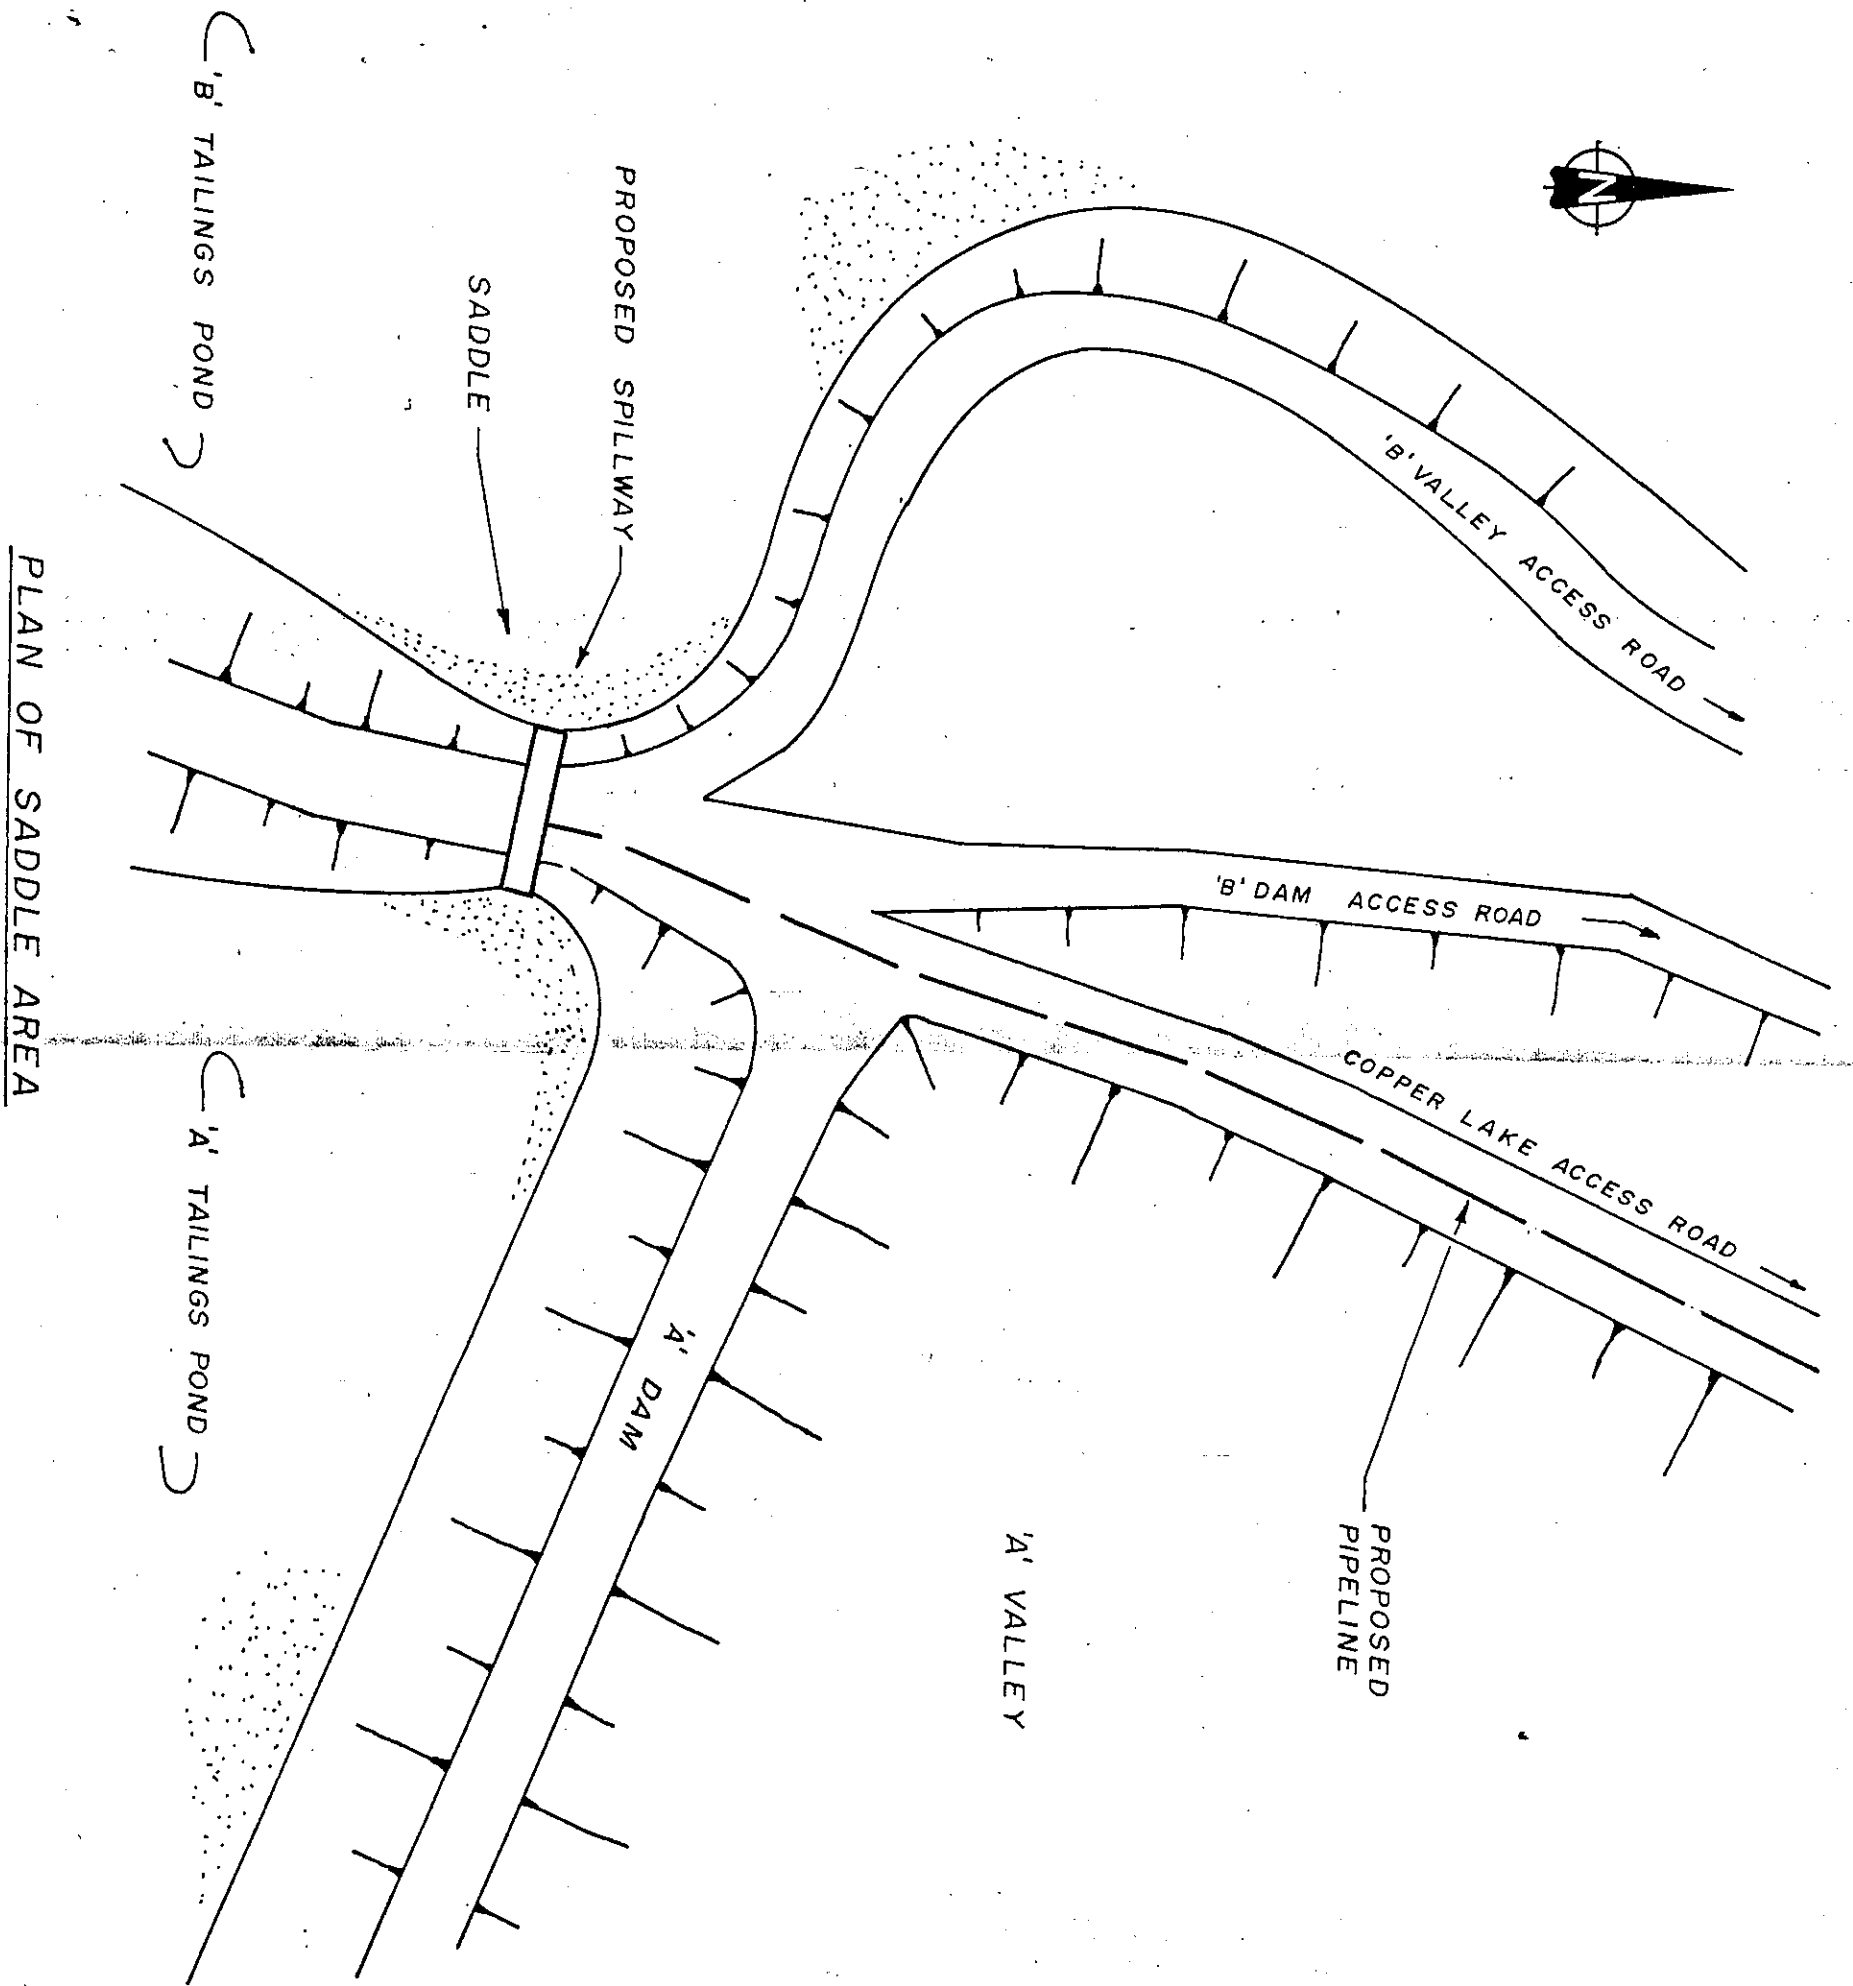 N
'B' VALLEY ACCESS ROAD
'B' DAM ACCESS ROAD
COPPER LAKE ACCESS ROAD
PROPOSED
PIPELINE
'A' VALLEY
PROPOSED SPILLWAY
'A' DAM
SADDLE
'B' TAILINGS POND
'A' TAILINGS POND
PLAN OF SADDLE AREA